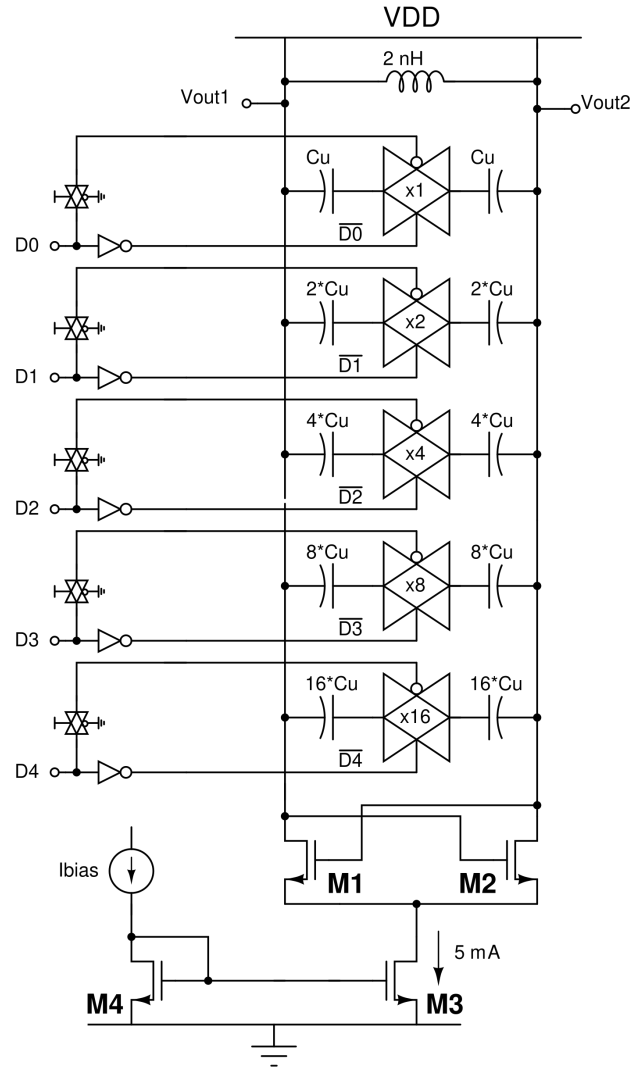 VDD
2 nH
Vout1
Vout2
Cu
Cu
x1
D0
D0
2*Cu
2*Cu
x2
D1
D1
4*Cu
4*Cu
x4
D2
D2
8*Cu
8*Cu
x8
D3
D3
16*Cu
16*Cu
x16
D4
D4
Ibias
M1
M2
5 mA
M4
M3